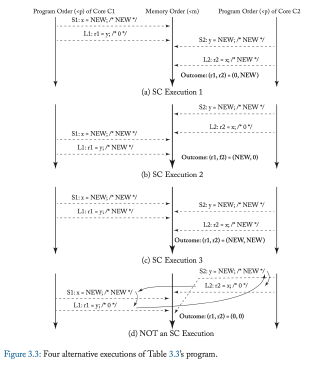 Program Order (<p) of Core C1 Memory Order (<m) Program Order (<p) of Core C2
S1: x = NEW; /* NEW */
L1: r1 = y; /* 0 */
S2: y = NEW; /* NEW */
L2: r2 = x; /* NEW */
Outcome: (r1, r2) = (0, NEW)
(a) SC Execution 1
S2: y = NEW; /* NEW */
L2: r2 = x; /* 0 */
S1: x = NEW; /* NEW */
L1: r1 = y; /* NEW */
Outcome: (r1, r2) = (NEW, 0)
(b) SC Execution 2
S1: x = NEW; /* NEW */
S2: y = NEW; /* NEW */
L1: r1 = y; /* NEW */
L2: r2 = x; /* NEW */
Outcome: (r1, r2) = (NEW, NEW)
(c) SC Execution 3
S2: y = NEW; /* NEW */
L2: r2 = x; /* 0 */
S1: x = NEW; /* NEW */
L1: r1 = y; /* 0 */
Outcome: (r1, r2) = (0, 0)
(d) NOT an SC Execution
Figure 3.3: Four alternative executions of Table 3.3's program.